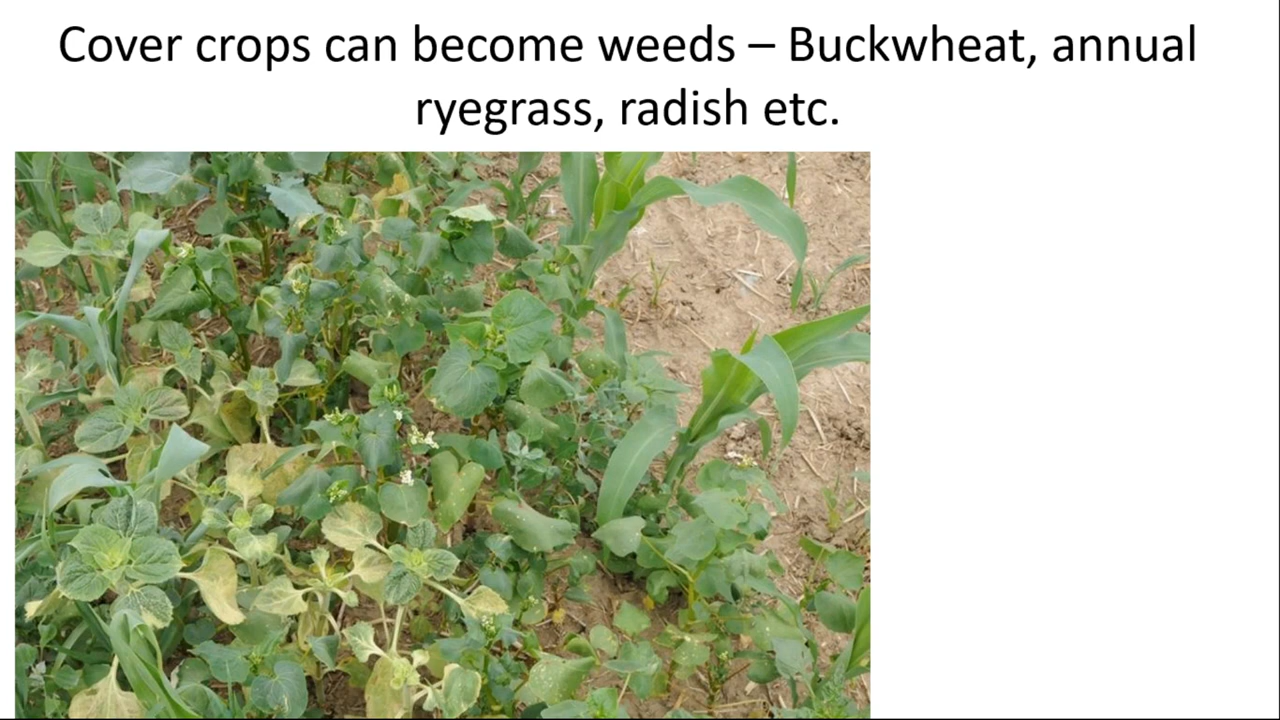 Cover crops can become weeds – Buckwheat, annual
ryegrass, radish etc.